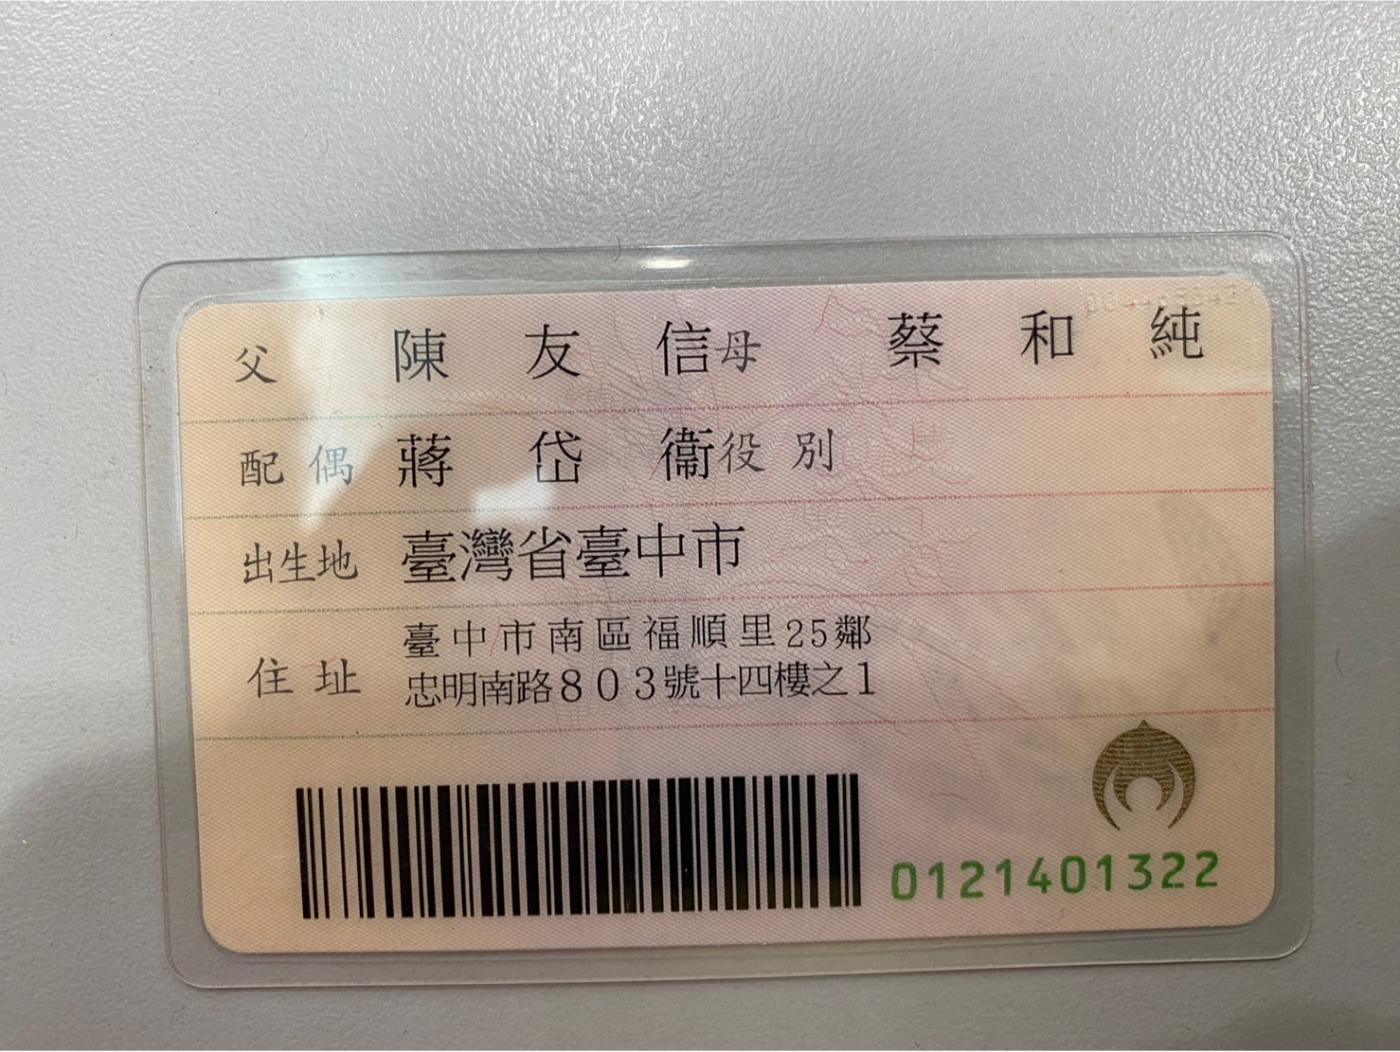 父 陳友信 母 蔡和純
配偶 蔣岱衞 役別
出生地 臺灣省臺中市
住址 臺中市南區福順里25鄰
忠明南路803號十四樓之1
0121401322